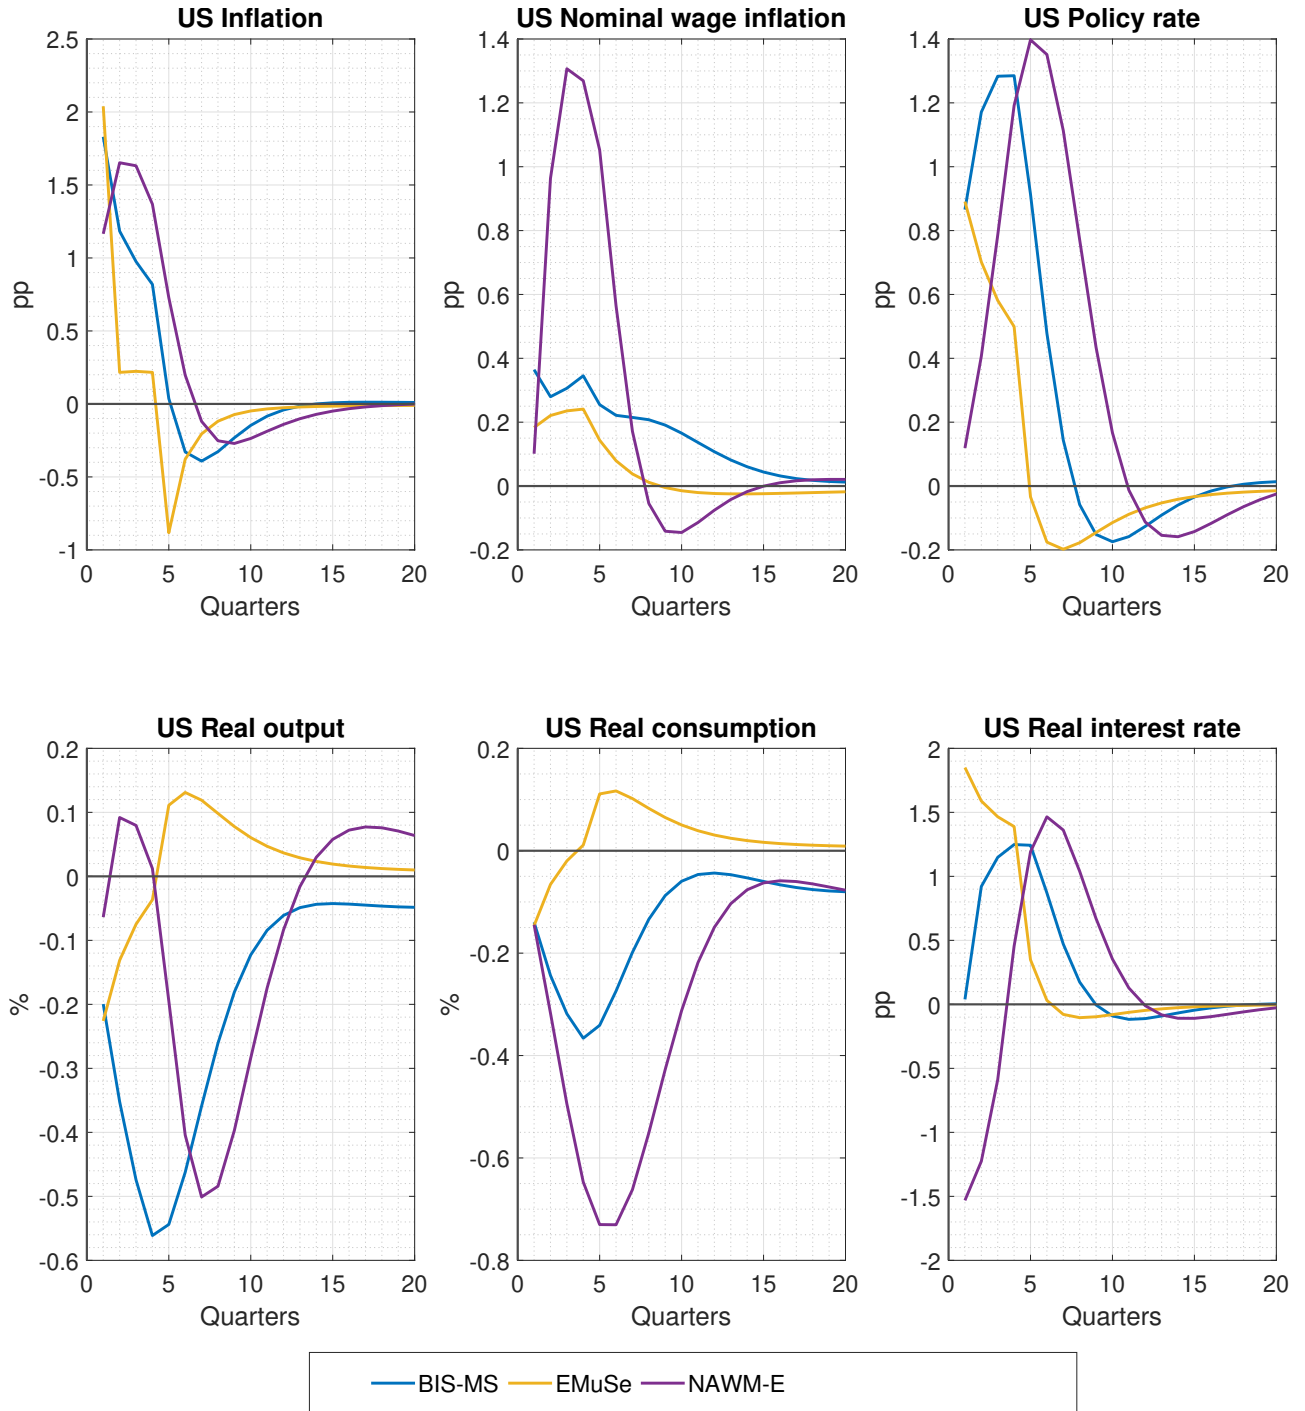 US Inflation
US Nominal wage inflation
US Policy rate
2.5
2
1.5
1
0.5
0
-0.5
-1
pp
0 5 10 15 20
Quarters
1.4
1.2
1
0.8
0.6
0.4
0.2
0
-0.2
pp
0 5 10 15 20
Quarters
1.4
1.2
1
0.8
0.6
0.4
0.2
0
-0.2
0 5 10 15 20
Quarters
US Real output
US Real consumption
US Real interest rate
0.2
0.1
0
-0.1
-0.2
-0.3
-0.4
-0.5
-0.6
%
0 5 10 15 20
Quarters
0.2
0
-0.2
-0.4
-0.6
-0.8
%
0 5 10 15 20
Quarters
2
1.5
1
0.5
0
-0.5
-1
-1.5
-2
pp
0 5 10 15 20
Quarters
BIS-MS EMuSe NAWM-E